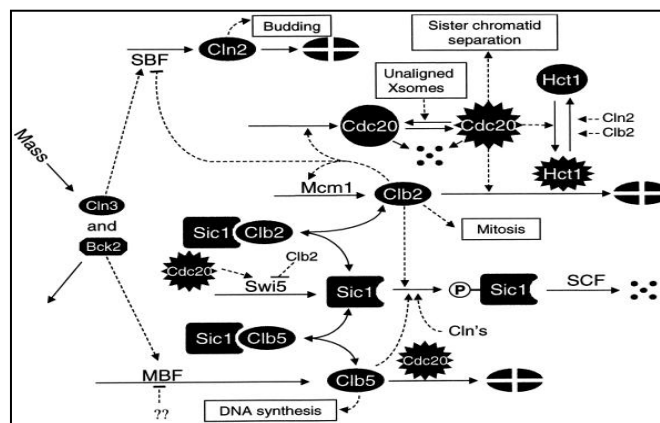 Budding
Sister chromatid
separation
SBF
Cln2
Unaligned
Xsomes
Hct1
Mass
Cdc20
Cdc20
Cln2
Clb2
Hct1
Mcm1
Clb2
Cln3
and
Bck2
Sic1
Clb2
Mitosis
Cdc20
Clb2
Swi5
Sic1
P
Sic1
SCF
Sic1
Clb5
Cln's
Cdc20
MBF
Clb5
??
DNA synthesis